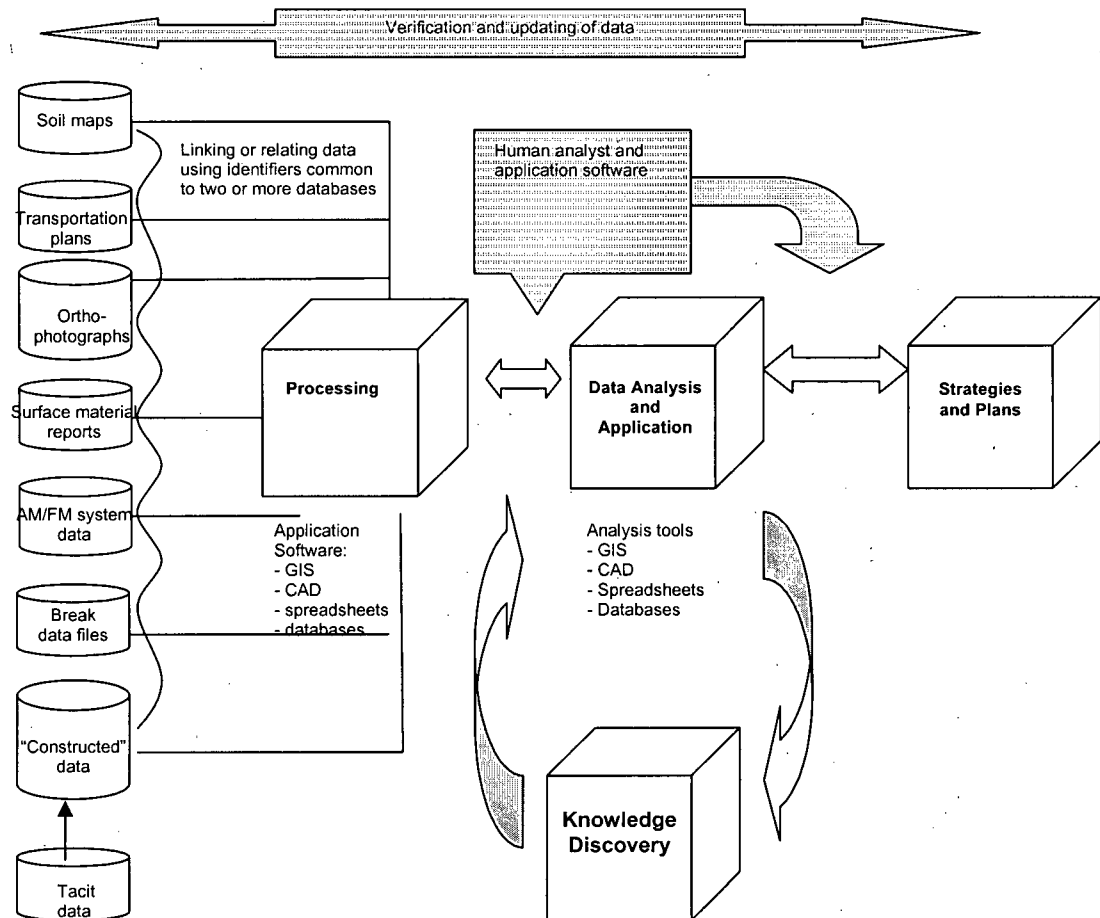 Verification and updating of data
Soil maps
Linking or relating data
using identifiers common
to two or more databases
Human analyst and
application software
Transportation
plans
Ortho-
photographs
Processing
Data Analysis
and
Application
Strategies
and Plans
Surface material
reports
AM/FM system
data
Application
Software:
- GIS
- CAD
- spreadsheets
- databases
Analysis tools
- GIS
- CAD
- Spreadsheets
- Databases
Break
data files
"Constructed"
data
Knowledge
Discovery
Tacit
data